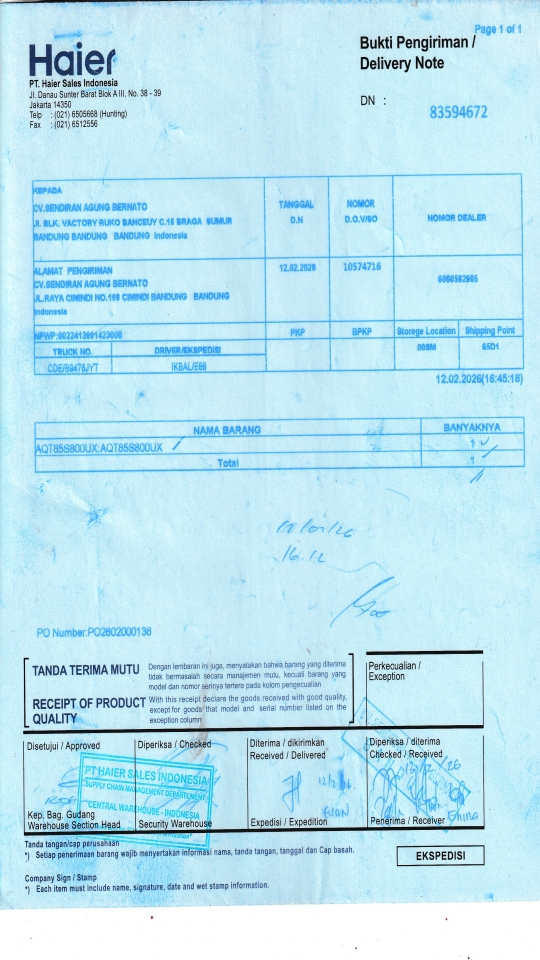 Page 1 of 1
Haier
Bukti Pengiriman /
Delivery Note
PT. Haier Sales Indonesia
Jl. Danau Sunter Barat Blok A III, No. 38 - 39
Jakarta 14350
Telp : (021) 6505668 (Hunting)
Fax : (021) 6512556
DN :
83594672
KEPADA
CV.SENDIRAN AGUNG BERNATO
Jl. BLK. VACTORY RUKO BANCEUY C.15 BRAGA SUMUR
BANDUNG BANDUNG BANDUNG Indonesia
TANGGAL
D.N
NOMOR
D.O.V/SO
NOMOR DEALER
ALAMAT PENGIRIMAN
CV.SENDIRAN AGUNG BERNATO
JL.RAYA CIMINDI NO.168 CIMINDI BANDUNG BANDUNG
Indonesia
12.02.2026
10574716
PKP
BPKP
Storege Location
Shipping Point
TRUCK NO.
DRIVER/EKSPEDISI
00SM
65D1
CDE/B9478JYT
IKBAL/E88
12.02.2026(16:45:18)
NAMA BARANG
BANYAKNYA
AQT85S800UX:AQT85S800UX
1
Total
1
16.12
PO Number:PO2602000136
TANDA TERIMA MUTU
Dengan lembaran ini juga, menyatakan bahwa barang yang diterima
tidak bermasalah secara manajemen mutu, kecuali barang yang
model dan nomor serinya tertera pada kolom pengecualian
RECEIPT OF PRODUCT
QUALITY
With this receipt declare the goods received with good quality,
except for goods that model and serial number listed on the
exception column
Perkecualian /
Exception
Disetujui / Approved
Diperiksa / Checked
Diterima / dikirimkan
Received / Delivered
Diperiksa / diterima
Checked / Received
PT HAIER SALES INDONESIA
SUPPLY CHAIN MANAGEMENT DEPARTEMENT
CENTRAL WAREHOUSE - INDONESIA
Kep. Bag. Gudang
Warehouse Section Head
Security Warehouse
Expedisi / Expedition
Penerima / Receiver
Tanda tangan/cap perusahaan
*) Setiap penerimaan barang wajib menyertakan informasi nama, tanda tangan, tanggal dan Cap basah.
EKSPEDISI
Company Sign / Stamp
*) Each item must include name, signature, date and wet stamp information.